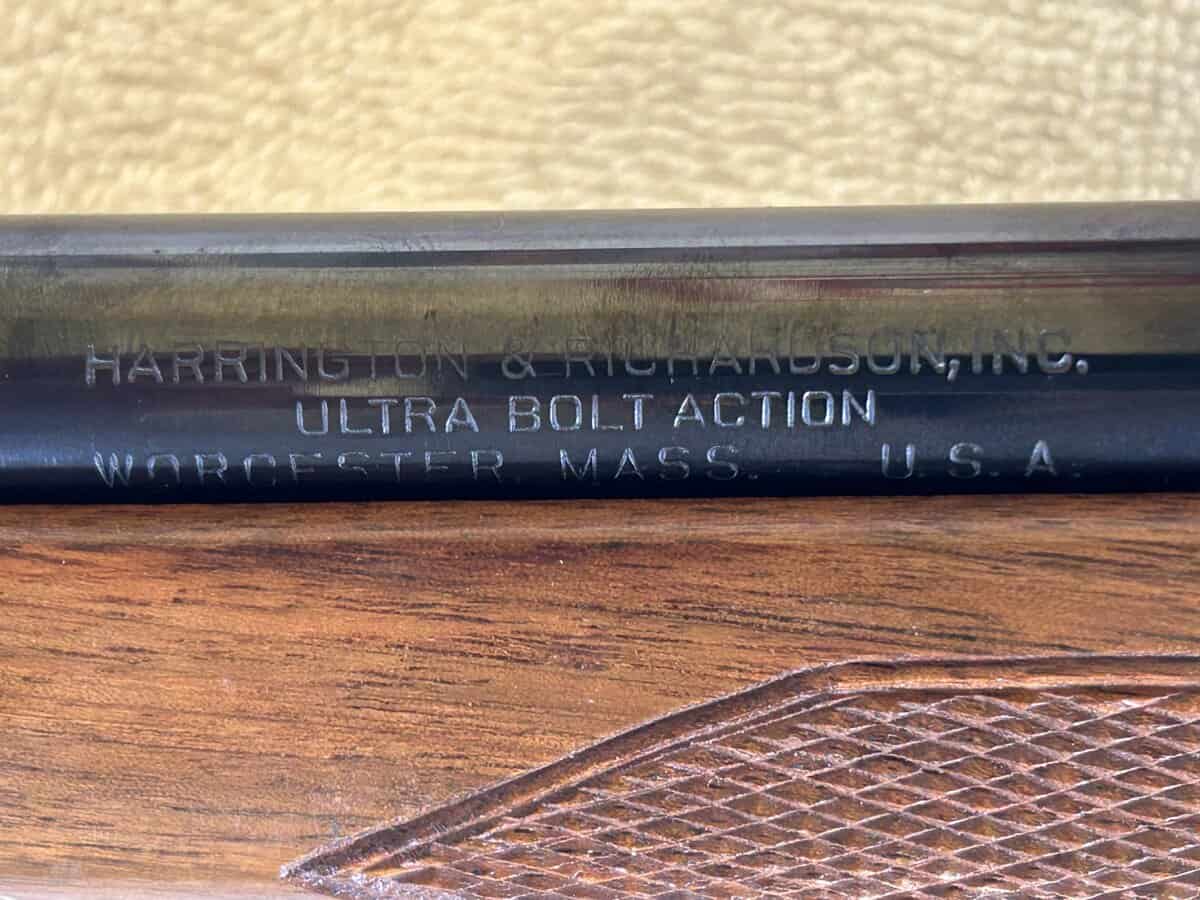 HARRINGTON & RICHARDSON, INC.
ULTRA BOLT ACTION
WORCESTER, MASS. U.S.A.